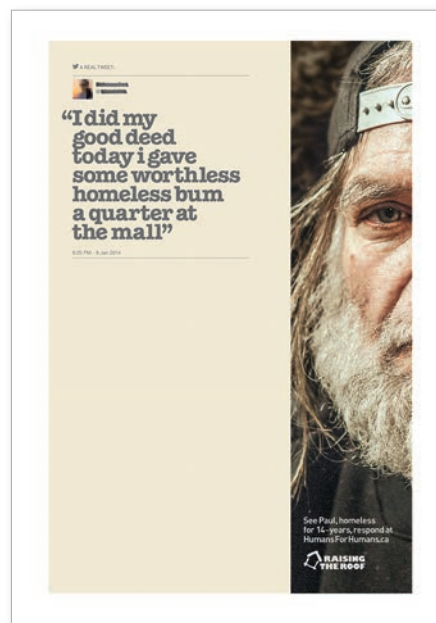 A REAL TWEET:
“I did my
good deed
today i gave
some worthless
homeless bum
a quarter at
the mall”
See Paul, homeless
for 14-years, respond at
HumansForHumans.ca
RAISING
THE ROOF